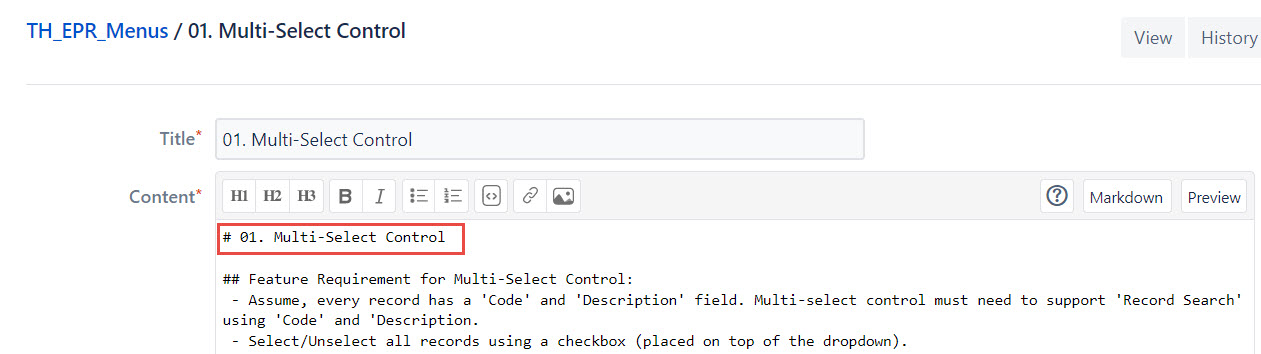 TH_EPR_Menus / 01. Multi-Select Control
View
History
Title*
01. Multi-Select Control
Content*
H1 H2 H3 B I
Markdown
Preview
# 01. Multi-Select Control
## Feature Requirement for Multi-Select Control:
- Assume, every record has a 'Code' and 'Description' field. Multi-select control must need to support 'Record Search'
using 'Code' and 'Description.
- Select/Unselect all records using a checkbox (placed on top of the dropdown).